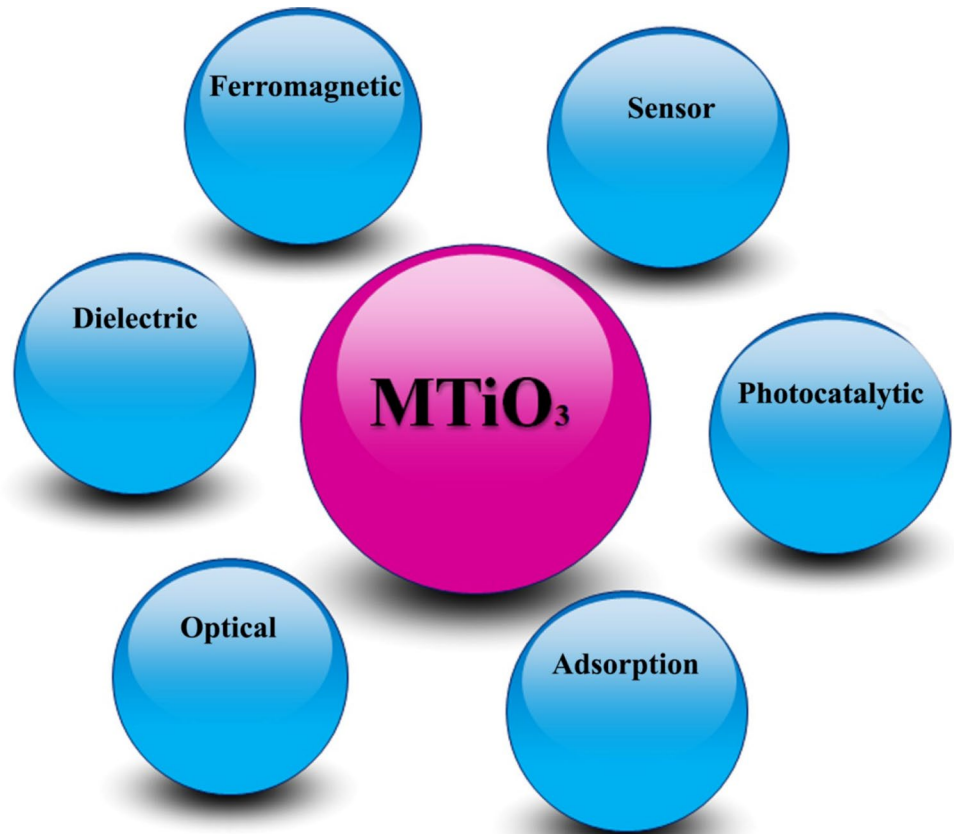 Ferromagnetic
Sensor
Dielectric
MTiO₃
Photocatalytic
Optical
Adsorption